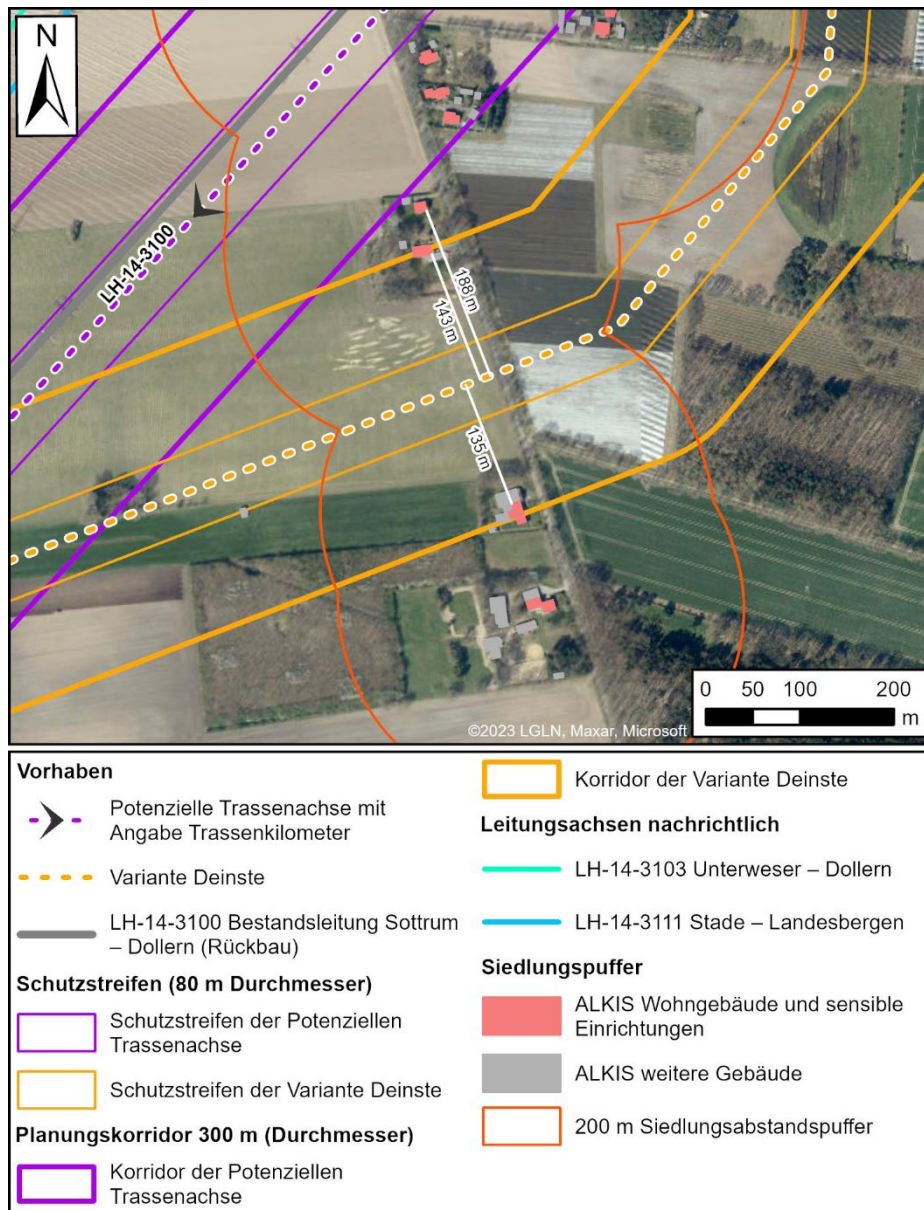 N
LH-14-3100
188 m
143 m
135 m
0 50 100 200
m
©2023 LGLN, Maxar, Microsoft
Vorhaben
Potenzielle Trassenachse mit
Angabe Trassenkilometer
Variante Deinste
LH-14-3100 Bestandsleitung Sottrum
– Dollern (Rückbau)
Schutzstreifen (80 m Durchmesser)
Schutzstreifen der Potenziellen
Trassenachse
Schutzstreifen der Variante Deinste
Planungskorridor 300 m (Durchmesser)
Korridor der Potenziellen
Trassenachse
Korridor der Variante Deinste
Leitungsachsen nachrichtlich
LH-14-3103 Unterweser – Dollern
LH-14-3111 Stade – Landesbergen
Siedlungspuffer
ALKIS Wohngebäude und sensible
Einrichtungen
ALKIS weitere Gebäude
200 m Siedlungsabstandspuffer